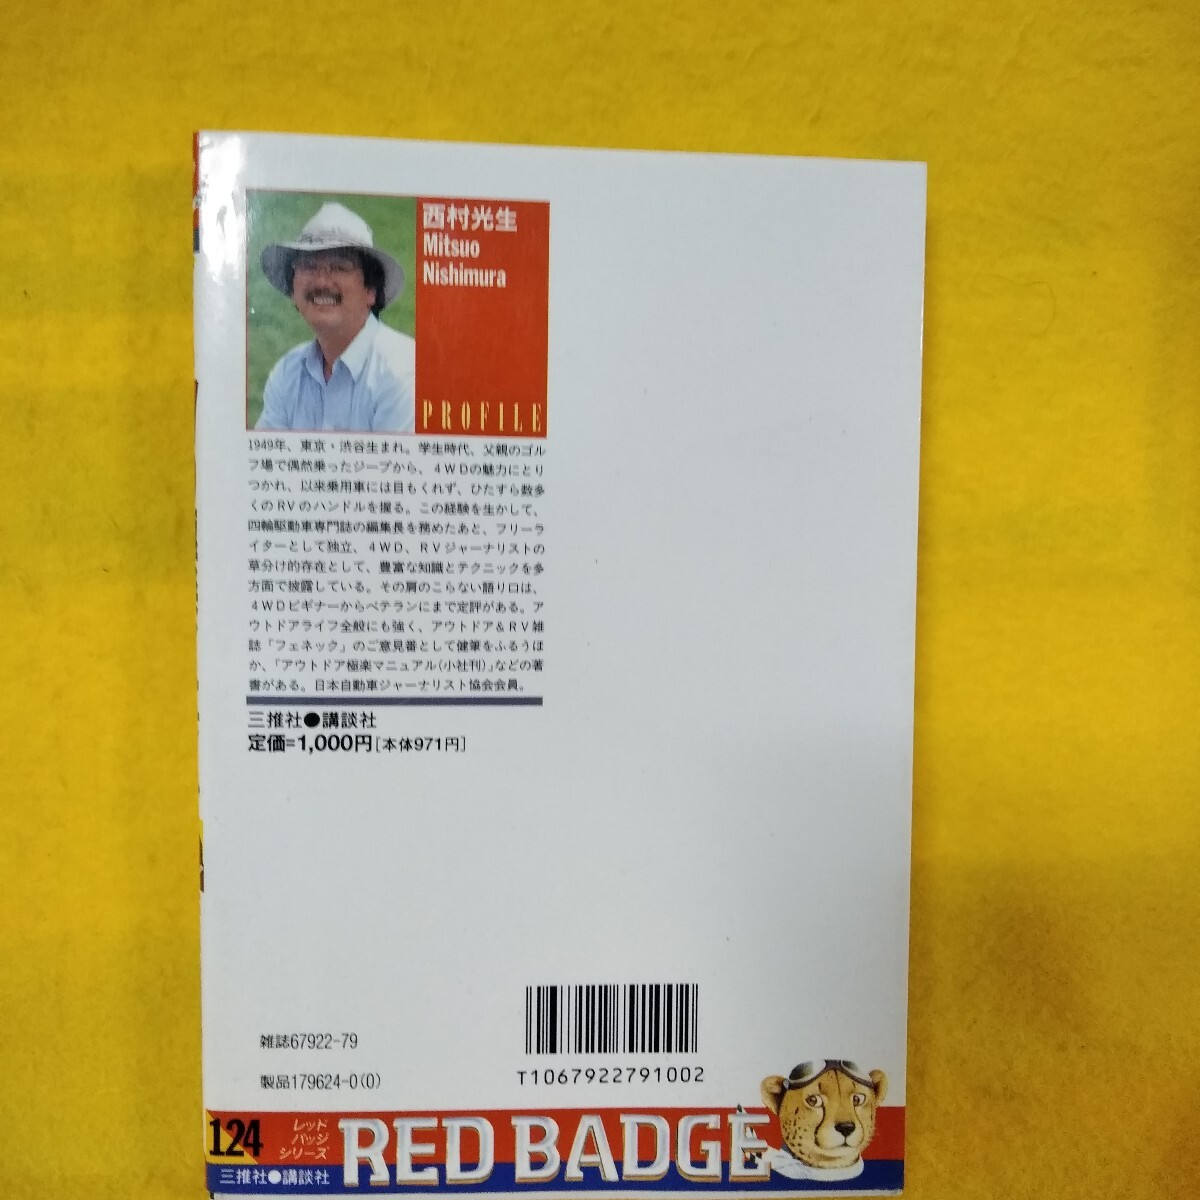 西村光生
Mitsuo
Nishimura
PROFILE
1949年、東京・渋谷生まれ。学生時代、父親のゴル
フ場で偶然乗ったジープから、4WDの魅力にとり
つかれ、以来乗用車には目もくれず、ひたすら数多
くのRVのハンドルを握る。この経験を生かして、
四輪駆動車専門誌の編集長を務めたあと、フリーラ
イターとして独立、4WD、RVジャーナリストの
草分け的存在として、豊富な知識とテクニックを多
方面で披露している。その肩のこらない語り口は、
4WDビギナーからベテランにまで定評がある。ア
ウトドアライフ全般にも強く、アウトドア&RV雑
誌「フェネック」のご意見番として健筆をふるうほ
か、「アウトドア極楽マニュアル(小社刊)」などの著
書がある。日本自動車ジャーナリスト協会会員。
三推社●講談社
定価=1,000円[本体971円]
雑誌67922-79
製品179624-0(0)
T1067922791002
124
レッド
バッジ
シリーズ
三推社●講談社
RED BADGE